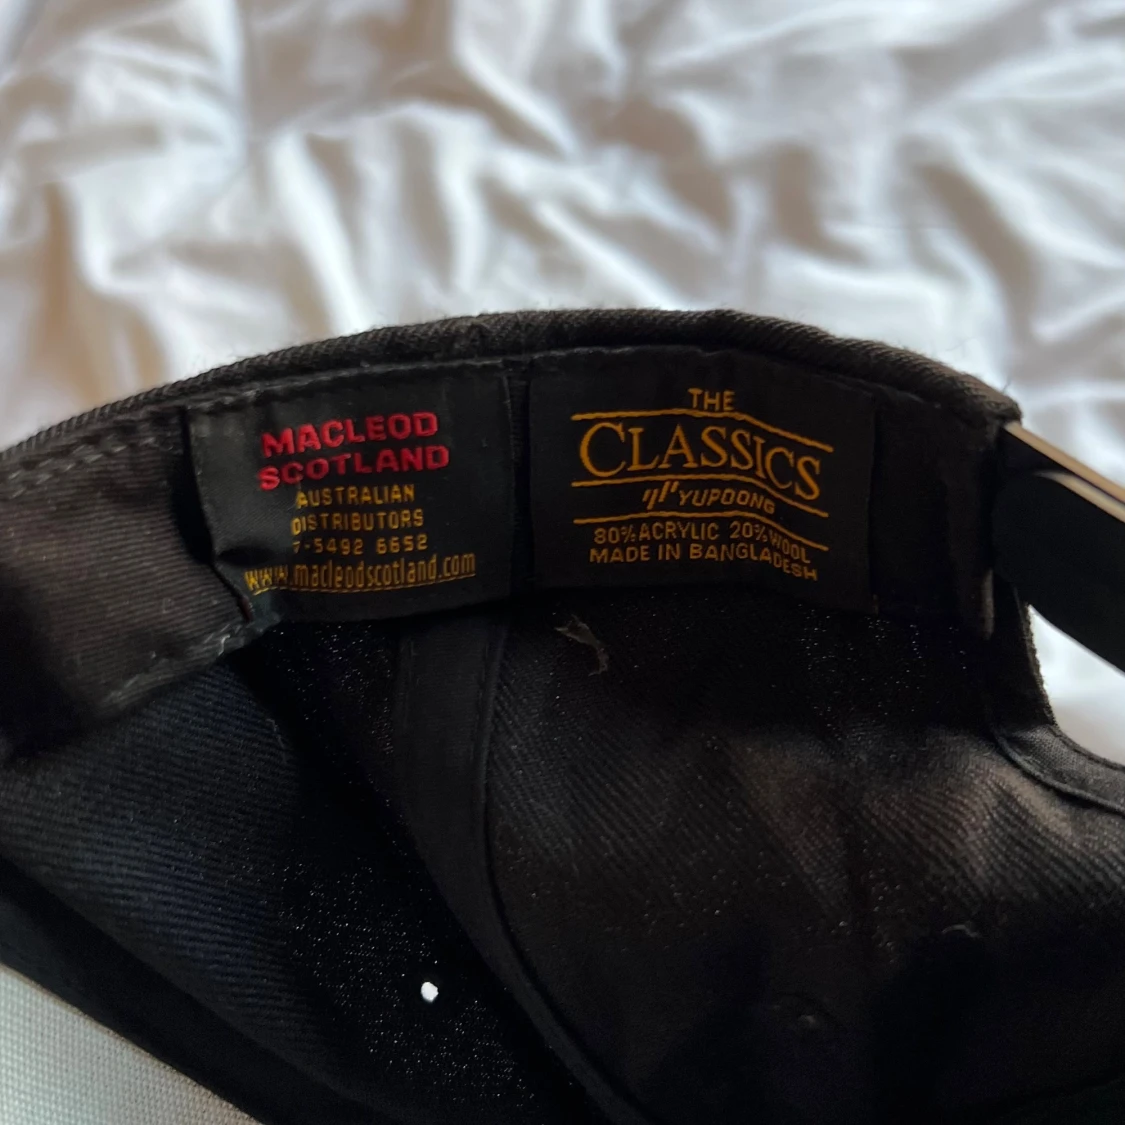 MACLEOD
SCOTLAND
AUSTRALIAN
DISTRIBUTORS
7-5492 6652
www.macleodscotland.com
THE
CLASSICS
YUPOONG
80% ACRYLIC 20% WOOL
MADE IN BANGLADESH